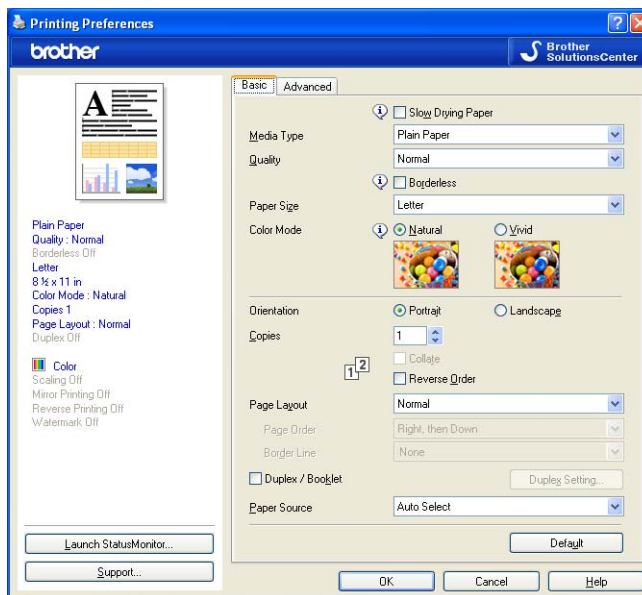 Printing Preferences
brother
Brother
SolutionsCenter
A
Plain Paper
Quality : Normal
Borderless Off
Letter
8 ½ x 11 in
Color Mode : Natural
Copies 1
Page Layout : Normal
Duplex Off
Color
Scaling Off
Mirror Printing Off
Reverse Printing Off
Watermark Off
Launch StatusMonitor...
Support...
Basic Advanced
Slow Drying Paper
Media Type Plain Paper
Quality Normal
Borderless
Paper Size Letter
Color Mode Natural Vivid
Orientation Portrait Landscape
Copies 1
Collate
1 2
Reverse Order
Page Layout Normal
Page Order Right, then Down
Border Line None
Duplex / Booklet Duplex Setting...
Paper Source Auto Select
Default
OK Cancel Help